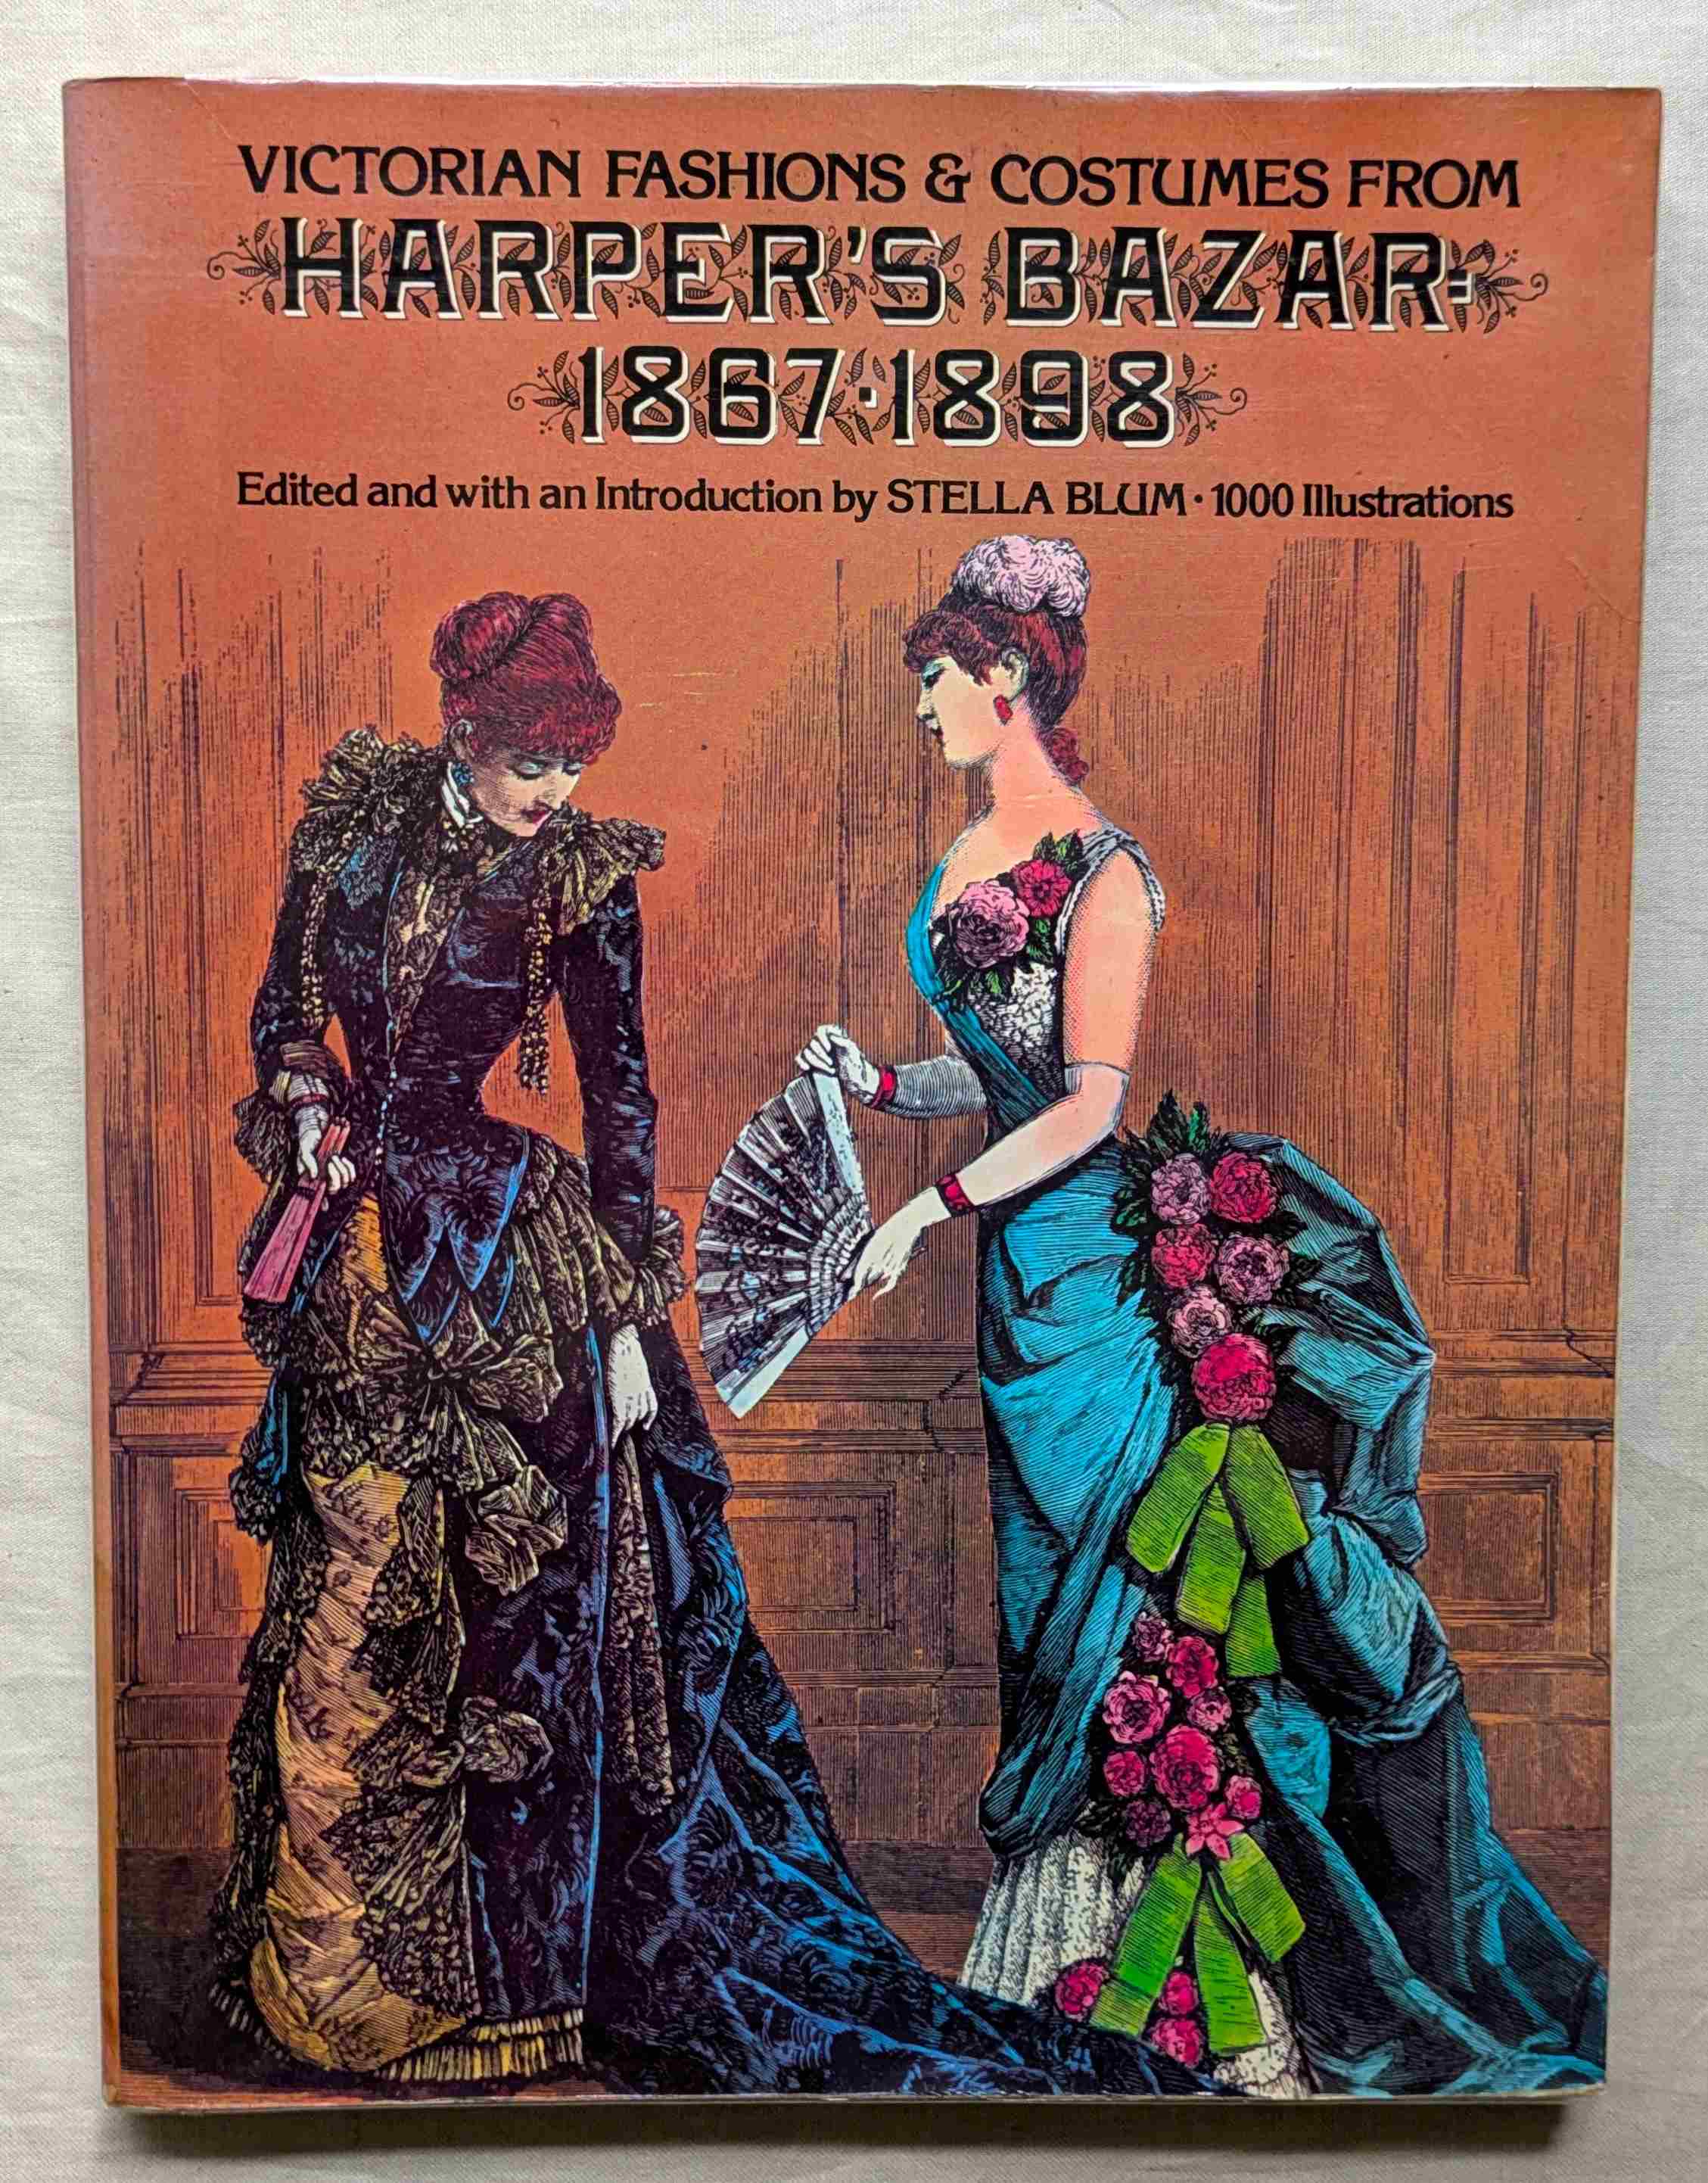 VICTORIAN FASHIONS & COSTUMES FROM
HARPER'S BAZAR:
1867·1898
Edited and with an Introduction by STELLA BLUM • 1000 Illustrations